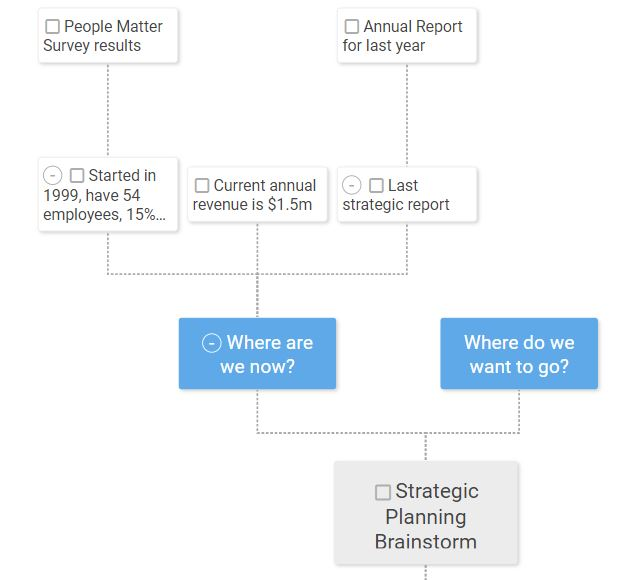 People Matter
Survey results
Annual Report
for last year
Started in
1999, have 54
employees, 15%...
Current annual
revenue is $1.5m
Last
strategic report
Where are
we now?
Where do we
want to go?
Strategic
Planning
Brainstorm